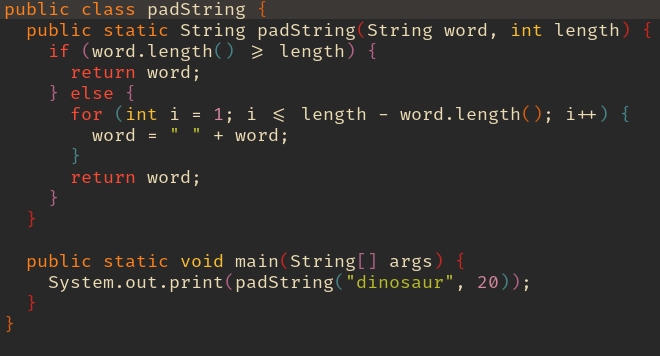 public class padString {
  public static String padString(String word, int length) {
    if (word.length() >= length) {
      return word;
    } else {
      for (int i = 1; i <= length - word.length(); i++) {
        word = " " + word;
      }
      return word;
    }
  }

  public static void main(String[] args) {
    System.out.print(padString("dinosaur", 20));
  }
}